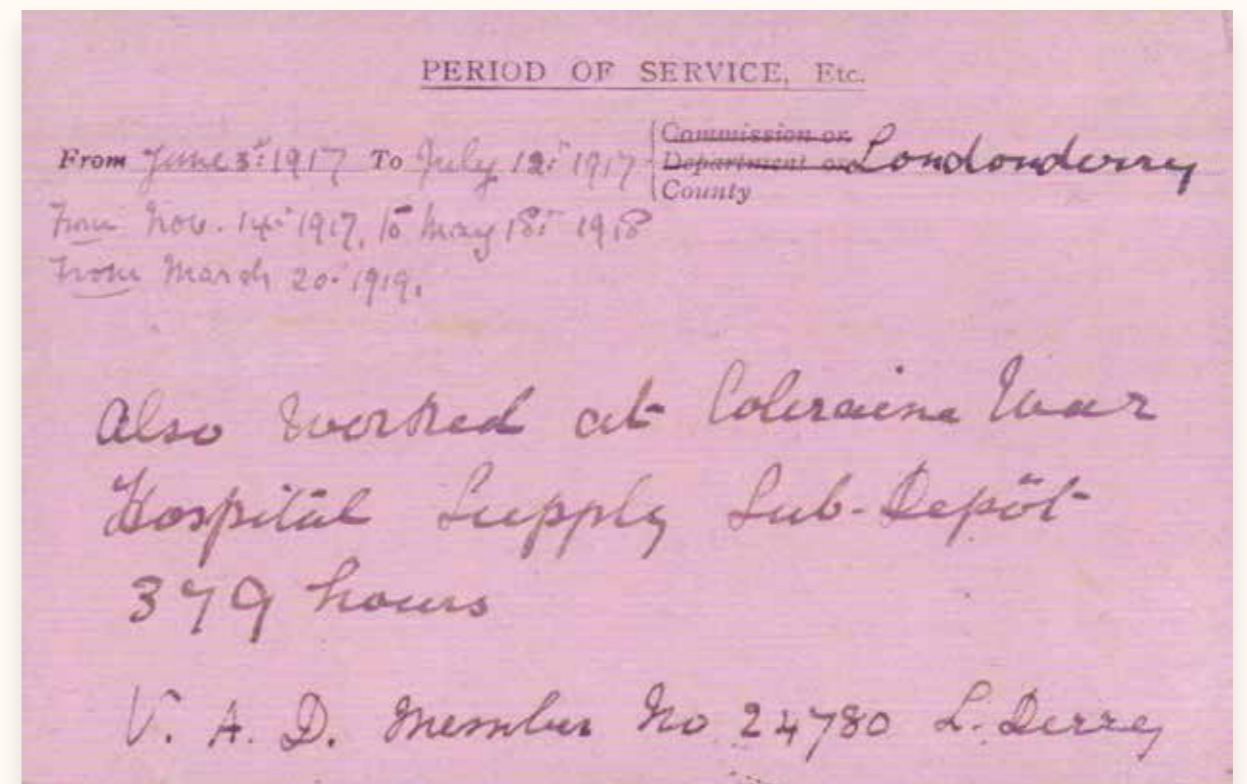 PERIOD OF SERVICE, Etc.
From June 3rd 1917 To July 12th 1917 Commission or Londonderry
Department or
County
From Nov. 14th 1917, to May 18th 1918
From March 20th 1919.
Also worked at Coleraine War
Hospital Supply Sub-Depôt
379 hours
V. A. D. Member No 24780 L. Derry